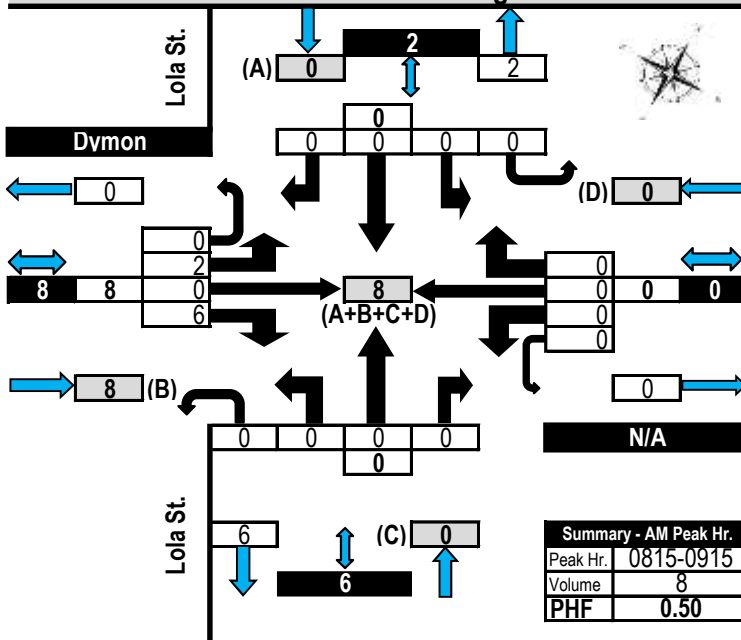 Lola St.
2
(A) 0
2
0
0 0 0 0
Dymon
0
(D) 0
0
2
8 8 0
6
8
(A+B+C+D)
0
0 0 0
0
0
8 (B)
0
0 0 0 0
0
N/A
Lola St.
6
(C) 0
6
Summary - AM Peak Hr.
Peak Hr. 0815-0915
Volume 8
PHF 0.50